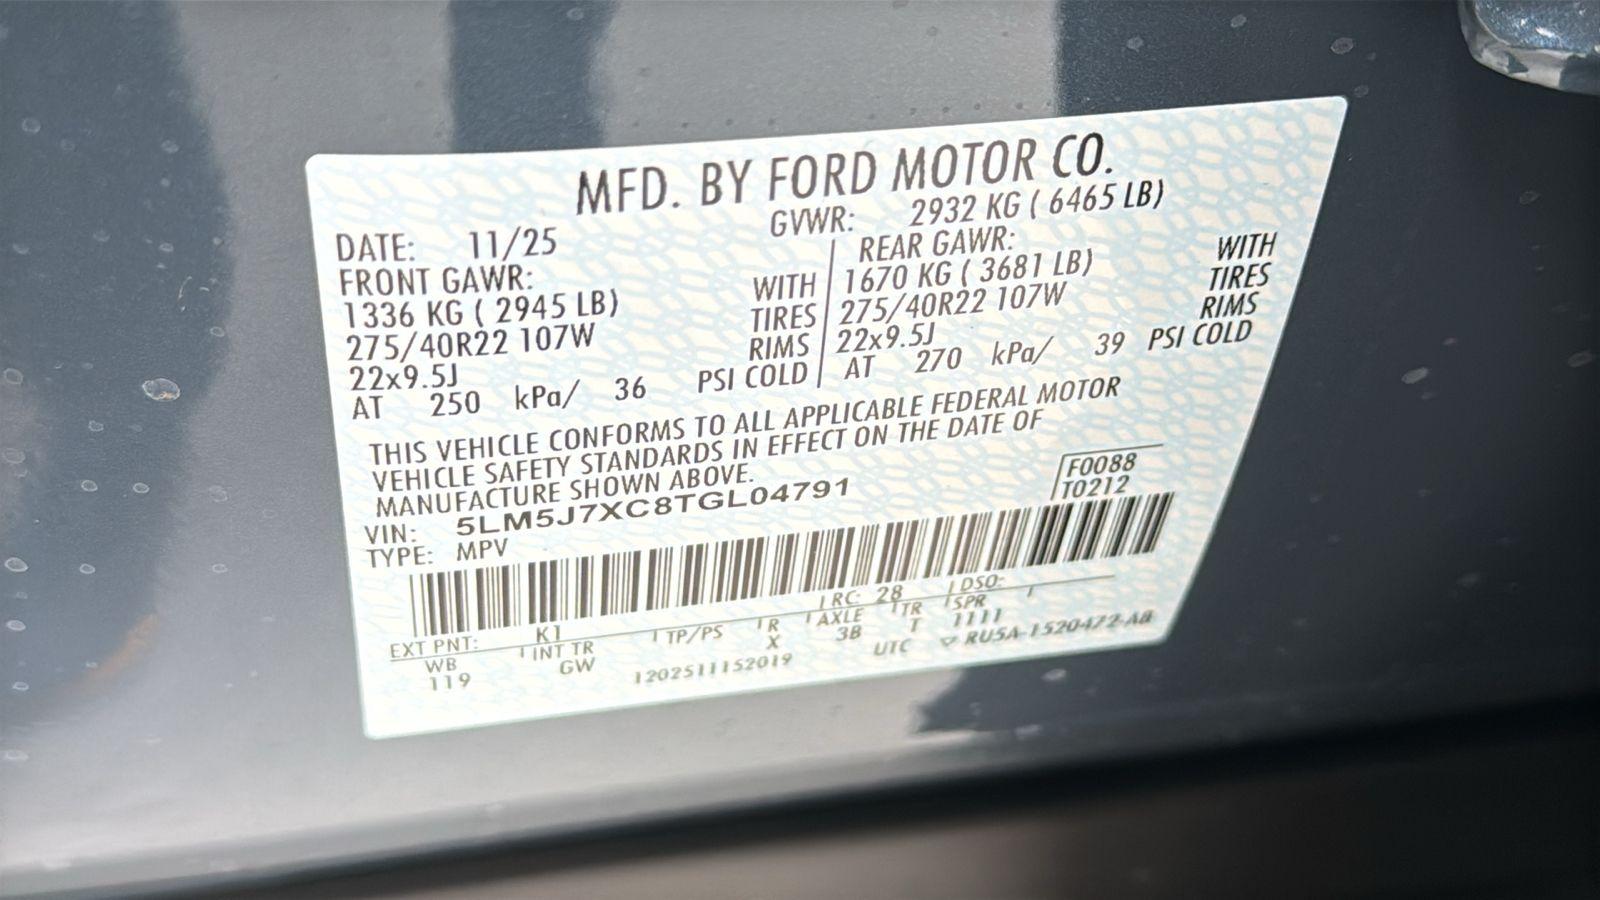 MFD. BY FORD MOTOR CO.
DATE: 11/25 GVWR: 2932 KG ( 6465 LB)
FRONT GAWR:
1336 KG ( 2945 LB) WITH
275/40R22 107W TIRES
22x9.5J RIMS
AT 250 kPa/ 36 PSI COLD
REAR GAWR: WITH
1670 KG ( 3681 LB) TIRES
275/40R22 107W RIMS
22x9.5J
AT 270 kPa/ 39 PSI COLD
THIS VEHICLE CONFORMS TO ALL APPLICABLE FEDERAL MOTOR
VEHICLE SAFETY STANDARDS IN EFFECT ON THE DATE OF
MANUFACTURE SHOWN ABOVE.
F0088
T0212
VIN: 5LM5J7XC8TGL04791
TYPE: MPV
EXT PNT: K1 RC: 28 DSO:
WB INT TR TP/PS R AXLE TR SPR
119 GW X 3B T 1111
1202511152019 UTC ▽ RU5A-1520472-AB